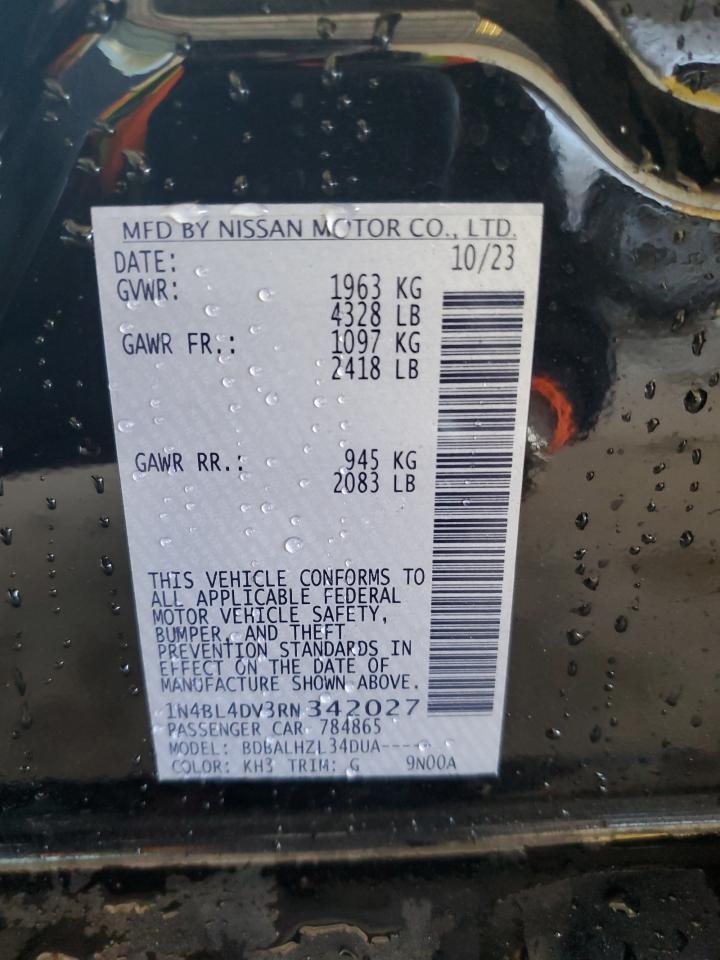 MFD BY NISSAN MOTOR CO., LTD.
DATE: 10/23
GVWR: 1963 KG
4328 LB
GAWR FR.: 1097 KG
2418 LB
GAWR RR.: 945 KG
2083 LB
THIS VEHICLE CONFORMS TO
ALL APPLICABLE FEDERAL
MOTOR VEHICLE SAFETY,
BUMPER, AND THEFT
PREVENTION STANDARDS IN
EFFECT ON THE DATE OF
MANUFACTURE SHOWN ABOVE.
1N4BL4DV3RN342027
PASSENGER CAR 784865
MODEL: BDBALHZL34DUA-----
COLOR: KH3 TRIM: G 9N00A